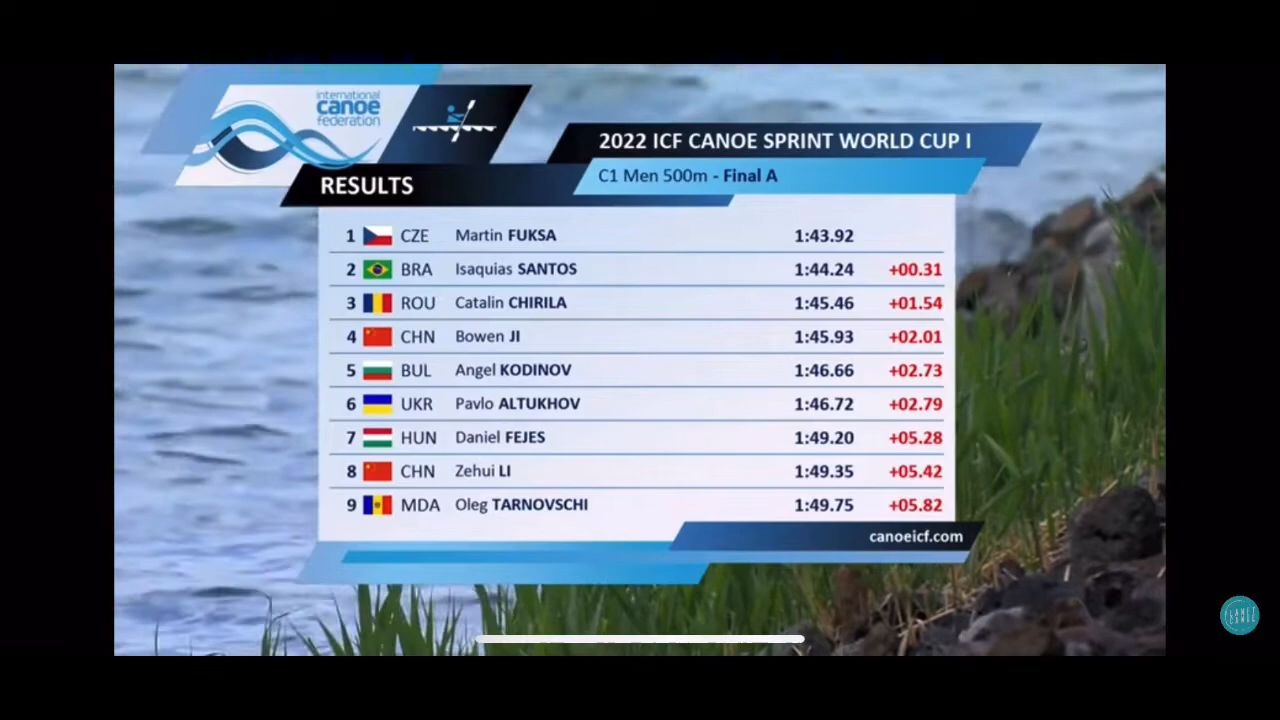 international
canoe
federation
2022 ICF CANOE SPRINT WORLD CUP I
C1 Men 500m - Final A
RESULTS
1 CZE Martin FUKSA 1:43.92
2 BRA Isaquias SANTOS 1:44.24 +00.31
3 ROU Catalin CHIRILA 1:45.46 +01.54
4 CHN Bowen JI 1:45.93 +02.01
5 BUL Angel KODINOV 1:46.66 +02.73
6 UKR Pavlo ALTUKHOV 1:46.72 +02.79
7 HUN Daniel FEJES 1:49.20 +05.28
8 CHN Zehui LI 1:49.35 +05.42
9 MDA Oleg TARNOVSCHI 1:49.75 +05.82
canoeicf.com
PLANET
CANOE